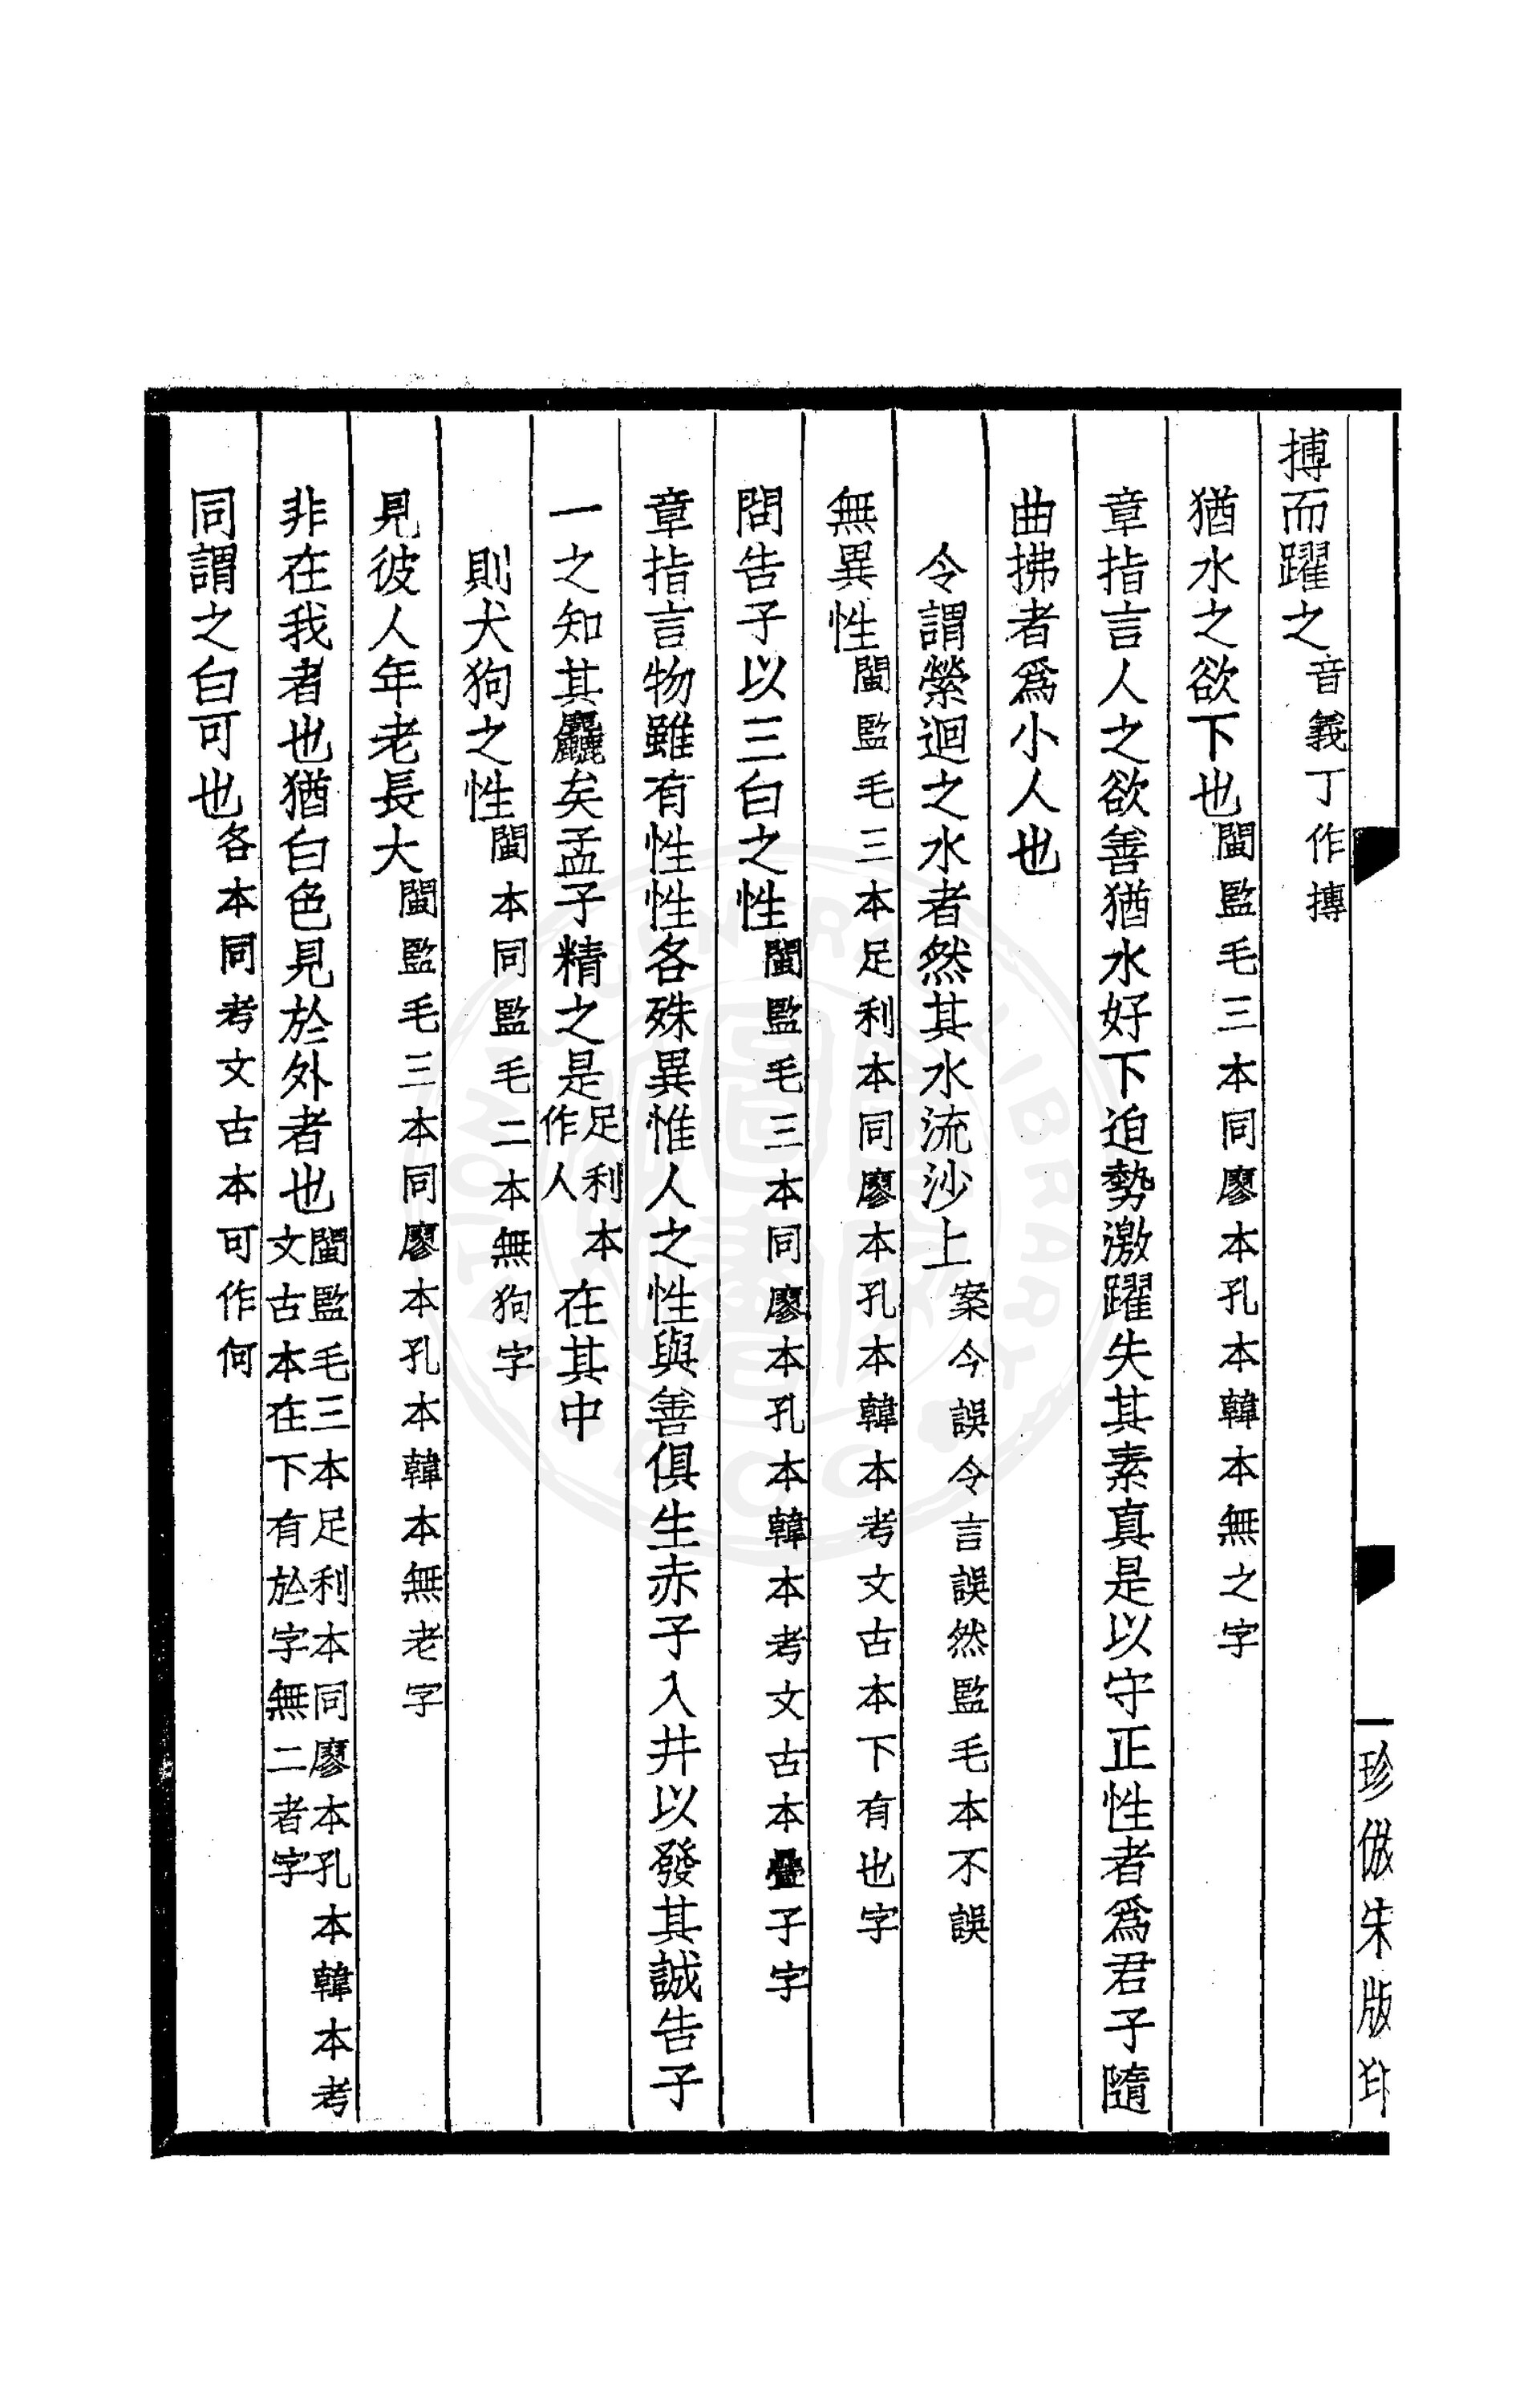 搏而躍之音義丁作摶
猶水之欲下也閩監毛三本同廖本孔本韓本無之字
章指言人之欲善猶水好下迫勢激躍失其素真是以守正性者爲君子隨
曲拂者爲小人也
令謂縈迴之水者然其水流沙上案今誤令言誤然監毛本不誤
無異性閩監毛三本足利本同廖本孔本韓本考文古本下有也字
問告子以三白之性閩監毛三本同廖本孔本韓本考文古本疊子字
章指言物雖有性性各殊異惟人之性與善俱生赤子入井以發其誠告子
一之知其麤矣孟子精之是足利本作人在其中
則犬狗之性閩本同監毛二本無狗字
見彼人年老長大閩監毛三本同廖本孔本韓本無老字
非在我者也猶白色見於外者也閩監毛三本足利本同廖本孔本韓本考文古本在下有於字無二者字
同謂之白可也各本同考文古本可作何
珍倣宋版印